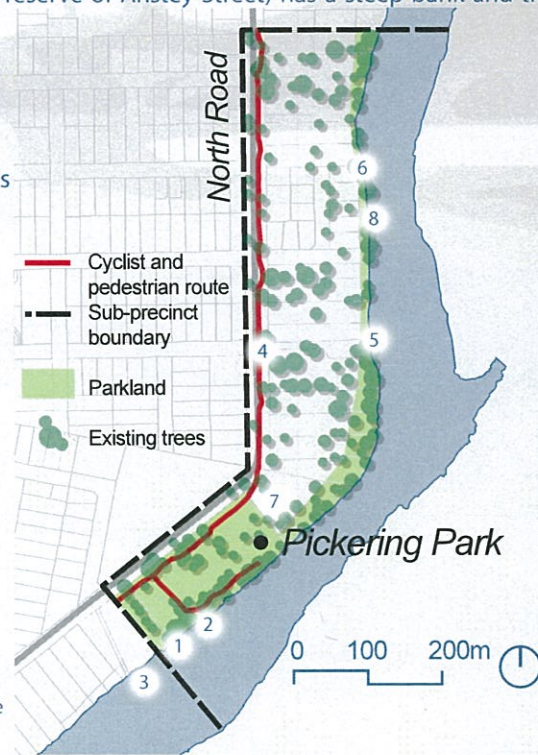 reserve of Ansley Street, has a steep bank and
North Road
6
8
s
Cyclist and
pedestrian route
Sub-precinct
boundary
4
5
Parkland
Existing trees
7
Pickering Park
2
1
3
0 100 200m
e